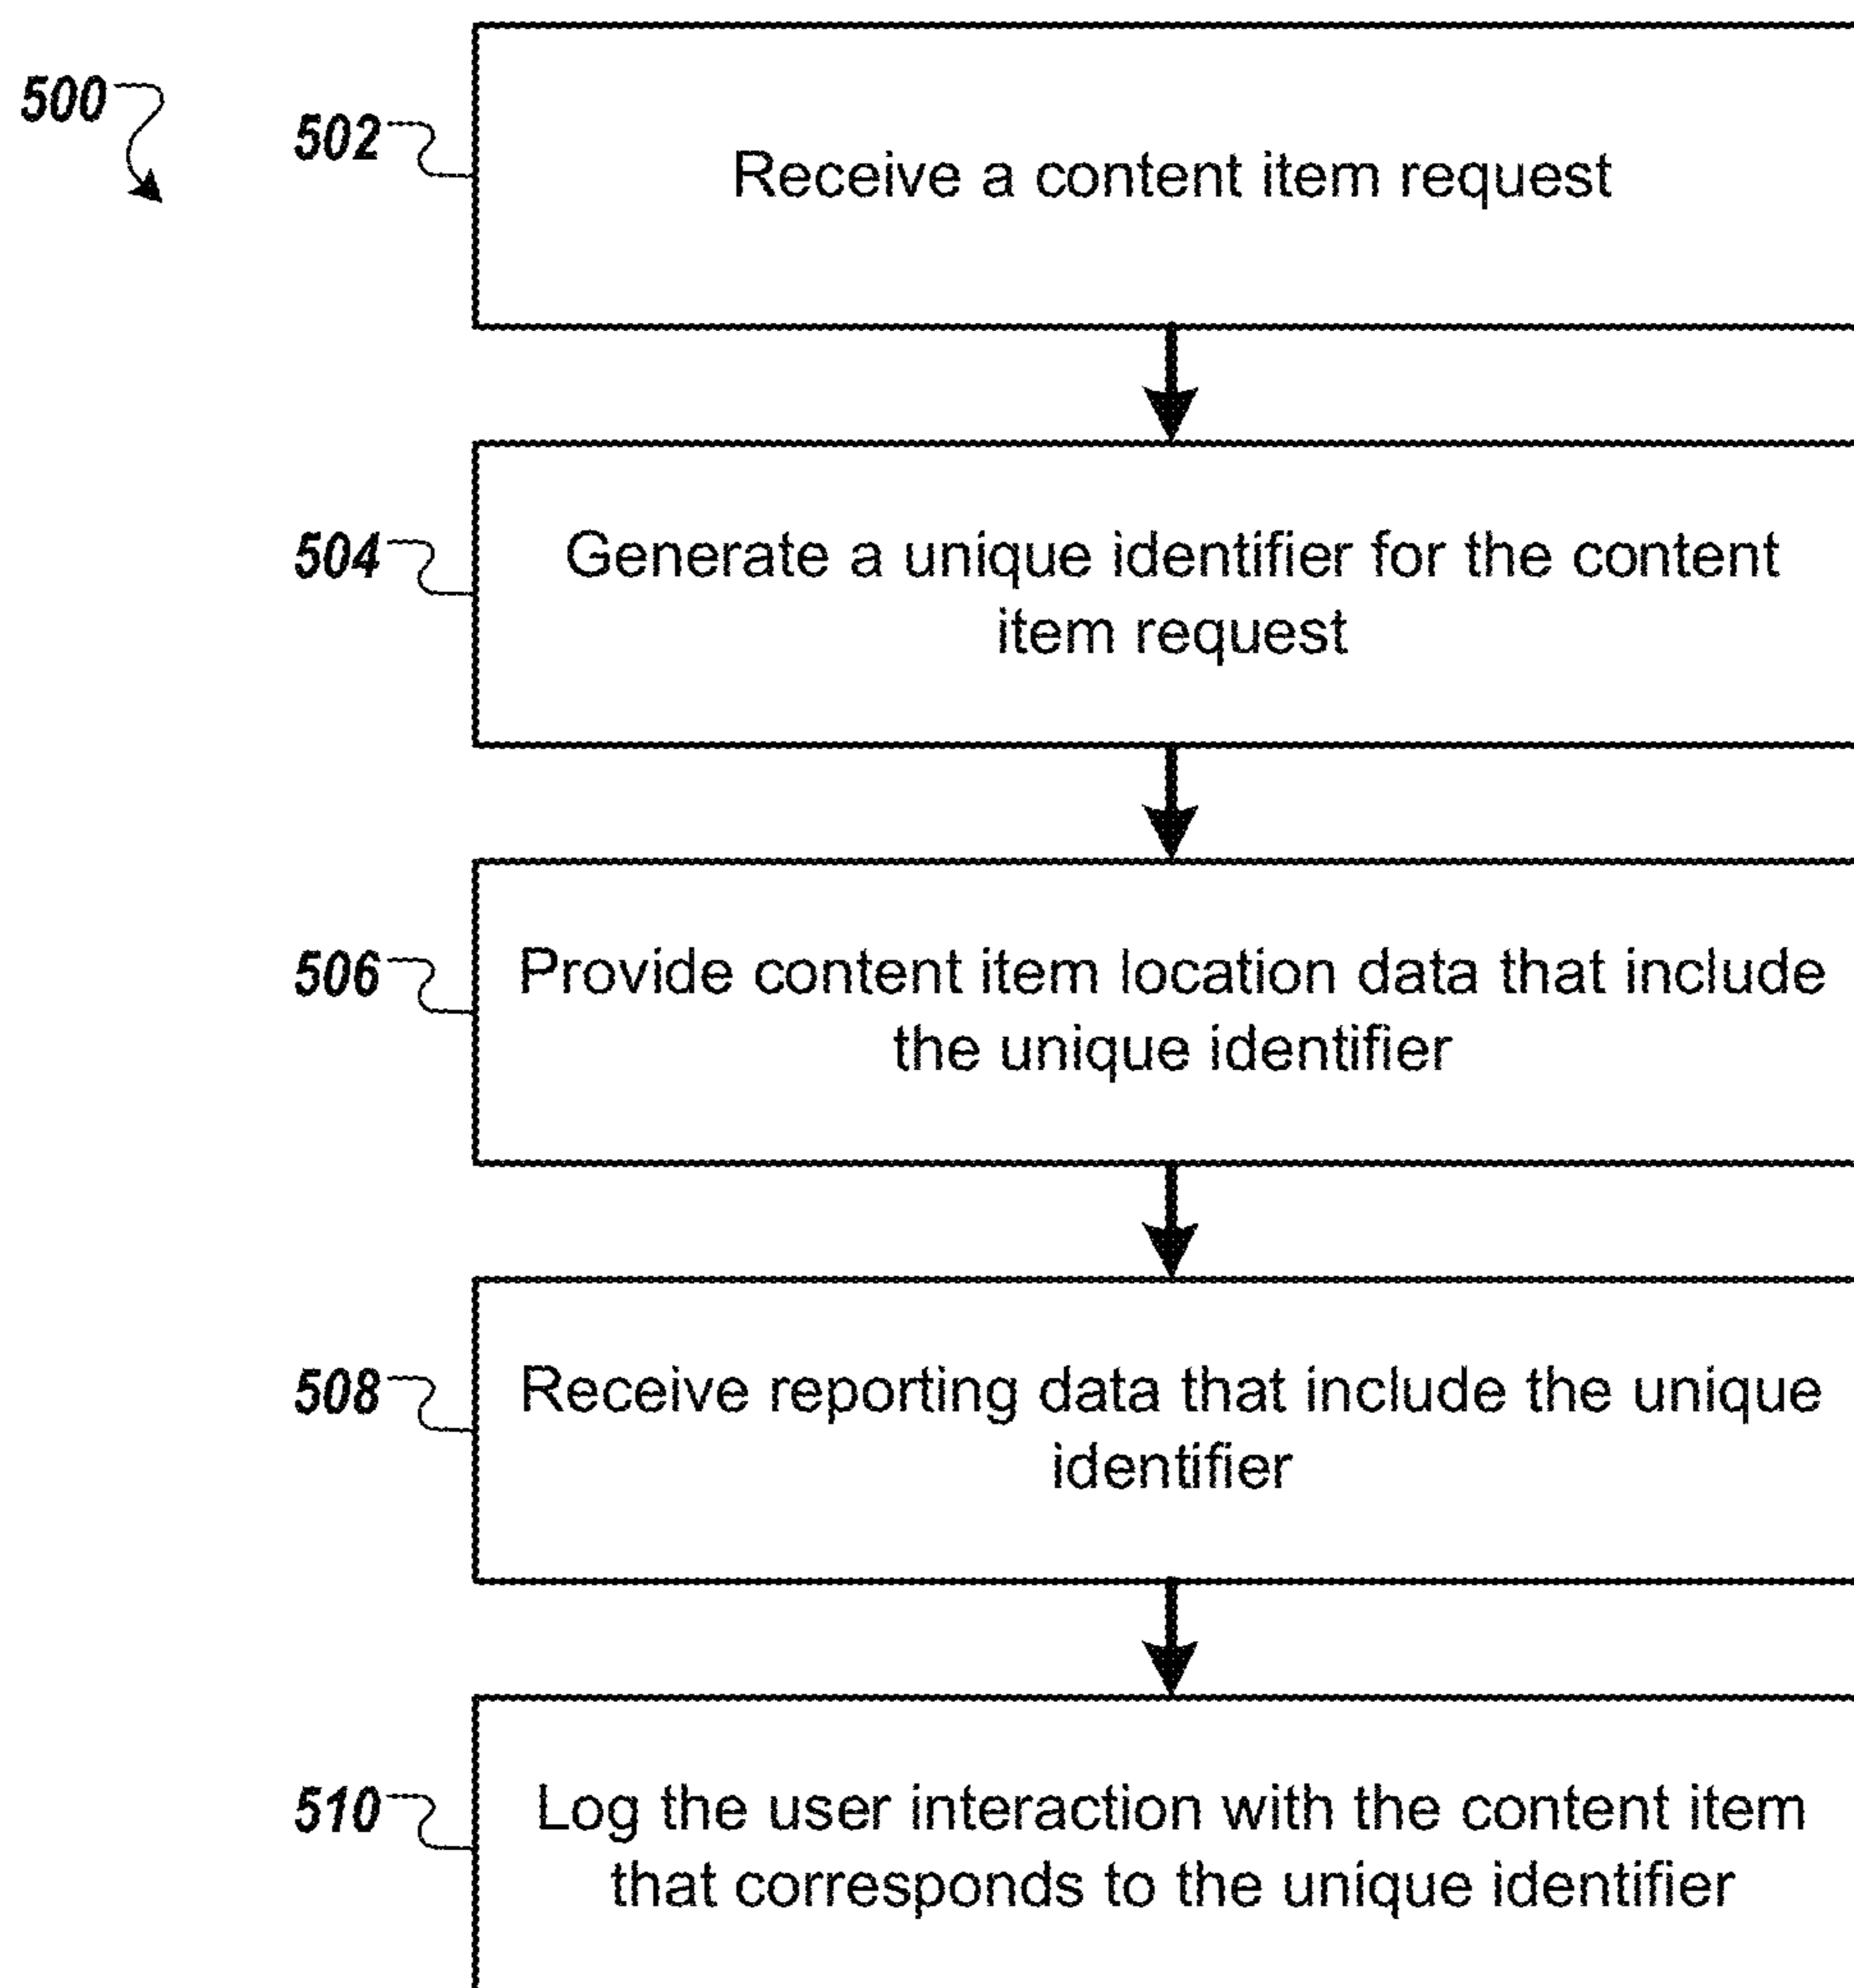 500
502
Receive a content item request
504
Generate a unique identifier for the content
item request
506
Provide content item location data that include
the unique identifier
508
Receive reporting data that include the unique
identifier
510
Log the user interaction with the content item
that corresponds to the unique identifier